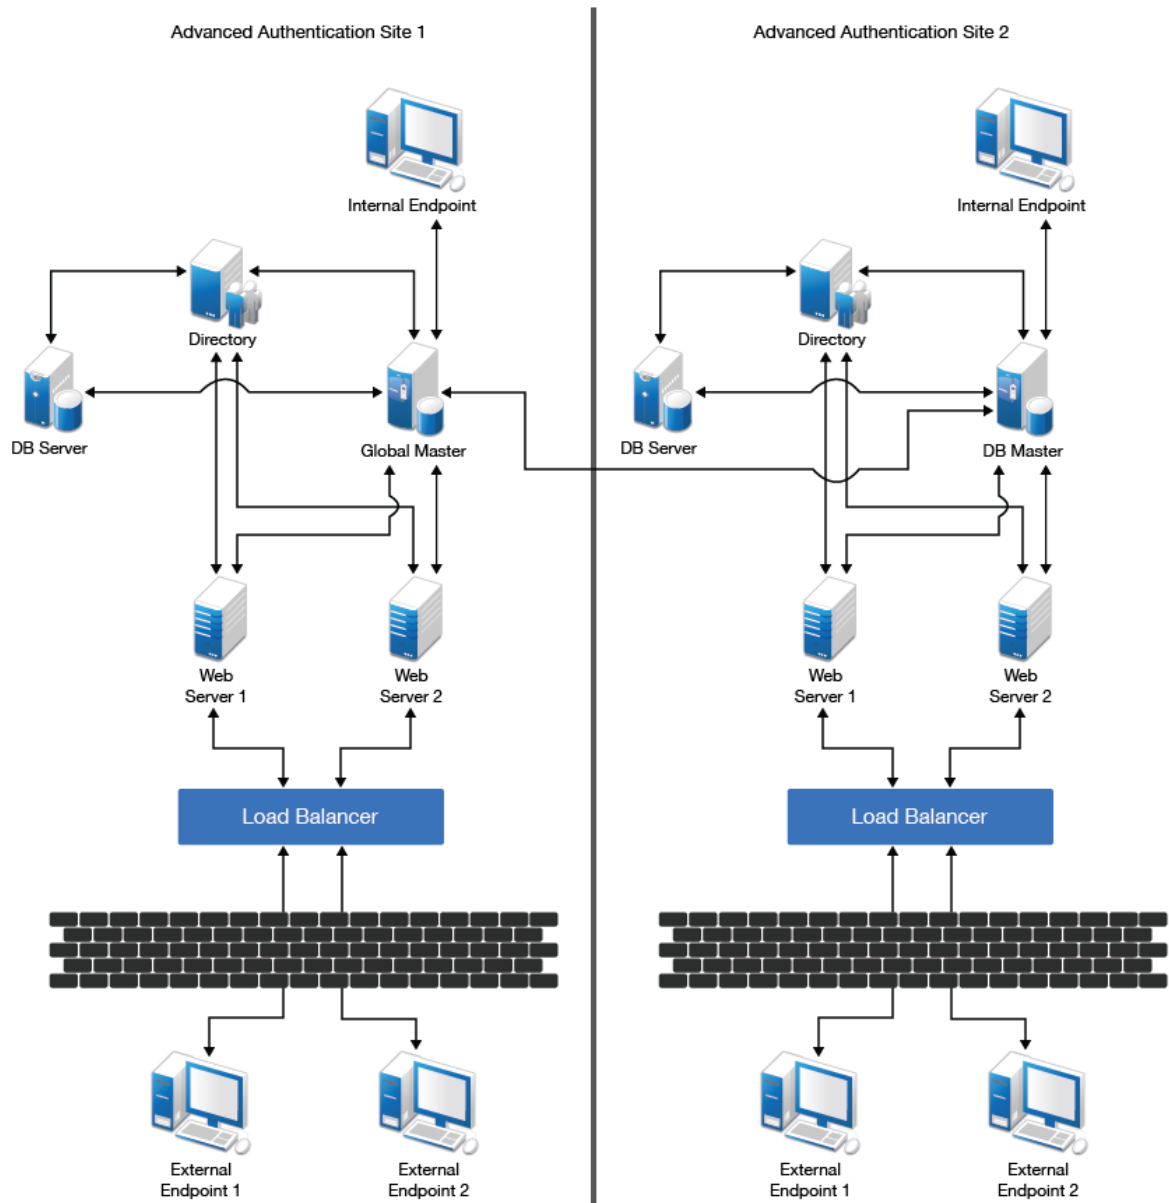 Advanced Authentication Site 1
Internal Endpoint
Directory
DB Server
Global Master
Web
Server 1
Web
Server 2
Load Balancer
External
Endpoint 1
External
Endpoint 2
Advanced Authentication Site 2
Internal Endpoint
Directory
DB Server
DB Master
Web
Server 1
Web
Server 2
Load Balancer
External
Endpoint 1
External
Endpoint 2